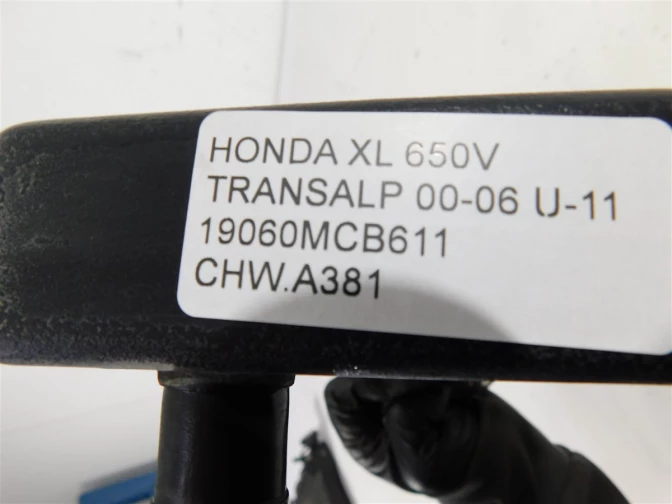 HONDA XL 650V
TRANSALP 00-06 U-11
19060MCB611
CHW.A381